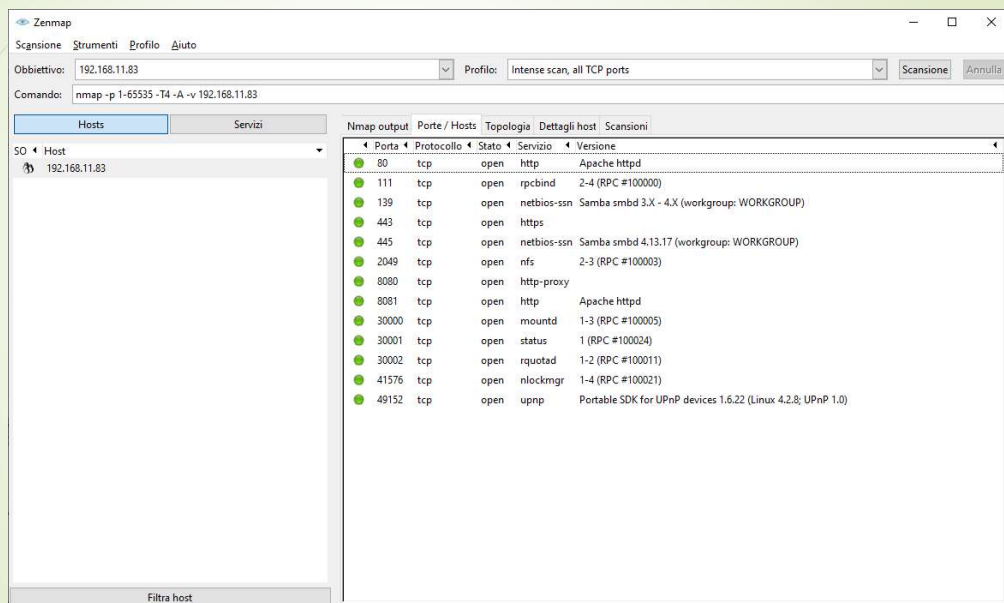 Zenmap
Scansione Strumenti Profilo Aiuto
Obbiettivo: 192.168.11.83 Profilo: Intense scan, all TCP ports Scansione Annulla
Comando: nmap -p 1-65535 -T4 -A -v 192.168.11.83
Hosts Servizi Nmap output Porte / Hosts Topologia Dettagli host Scansioni
SO Host
192.168.11.83
Porta Protocollo Stato Servizio Versione
80 tcp open http Apache httpd
111 tcp open rpcbind 2-4 (RPC #100000)
139 tcp open netbios-ssn Samba smbd 3.X - 4.X (workgroup: WORKGROUP)
443 tcp open https
445 tcp open netbios-ssn Samba smbd 4.13.17 (workgroup: WORKGROUP)
2049 tcp open nfs 2-3 (RPC #100003)
8080 tcp open http-proxy
8081 tcp open http Apache httpd
30000 tcp open mountd 1-3 (RPC #100005)
30001 tcp open status 1 (RPC #100024)
30002 tcp open rquotad 1-2 (RPC #100011)
41576 tcp open nlockmgr 1-4 (RPC #100021)
49152 tcp open upnp Portable SDK for UPnP devices 1.6.22 (Linux 4.2.8; UPnP 1.0)
Filtra host